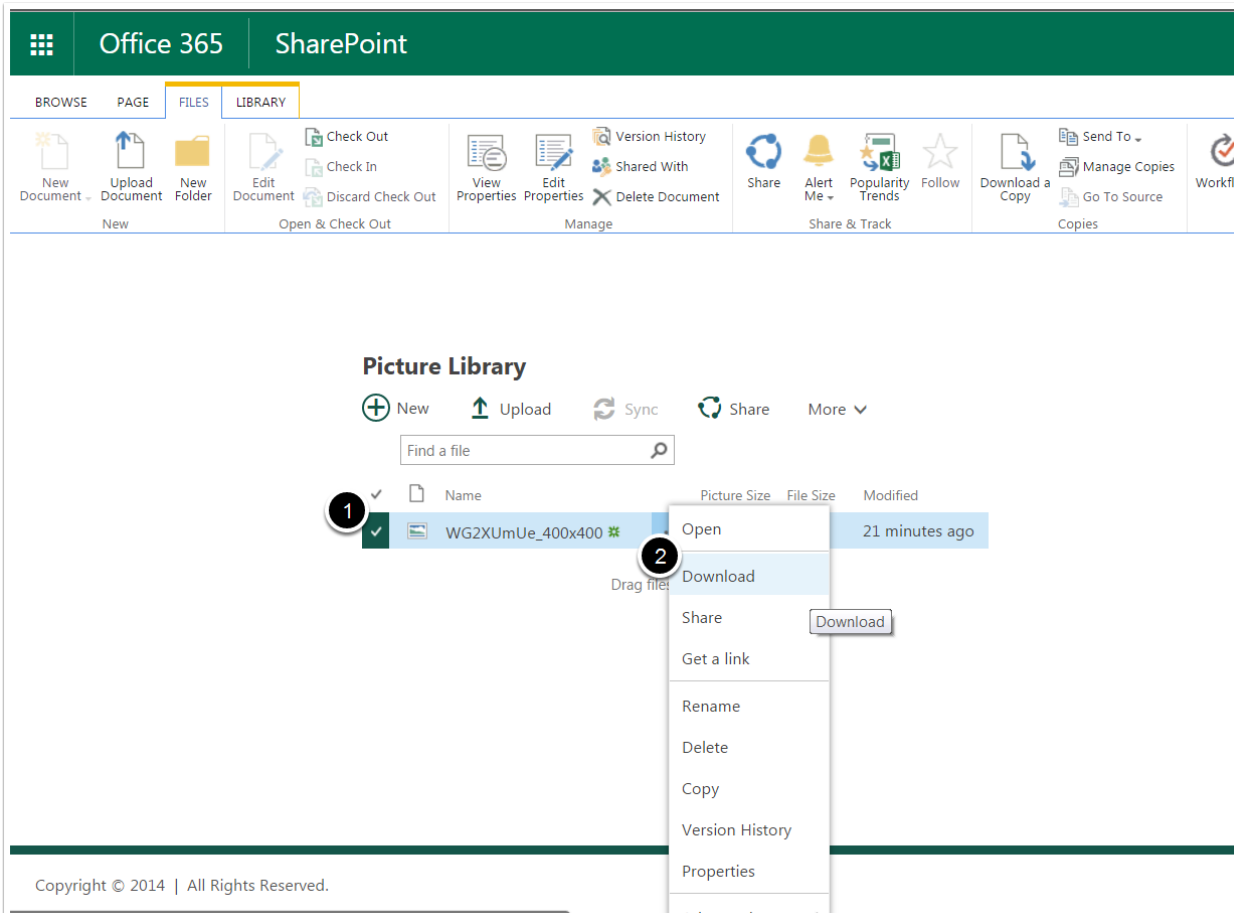 Office 365 SharePoint
BROWSE PAGE FILES LIBRARY
New Document
Upload Document
New Folder
New
Edit Document
Check Out
Check In
Discard Check Out
Open & Check Out
View Properties
Edit Properties
Version History
Shared With
Delete Document
Manage
Share
Alert Me
Popularity Trends
Follow
Share & Track
Download a Copy
Send To
Manage Copies
Go To Source
Copies
Workfl
Picture Library
New Upload Sync Share More
Find a file
Name Picture Size File Size Modified
1
WG2XUmUe_400x400 21 minutes ago
2
Drag files
Open
Download
Share
Download
Get a link
Rename
Delete
Copy
Version History
Properties
Copyright © 2014 | All Rights Reserved.